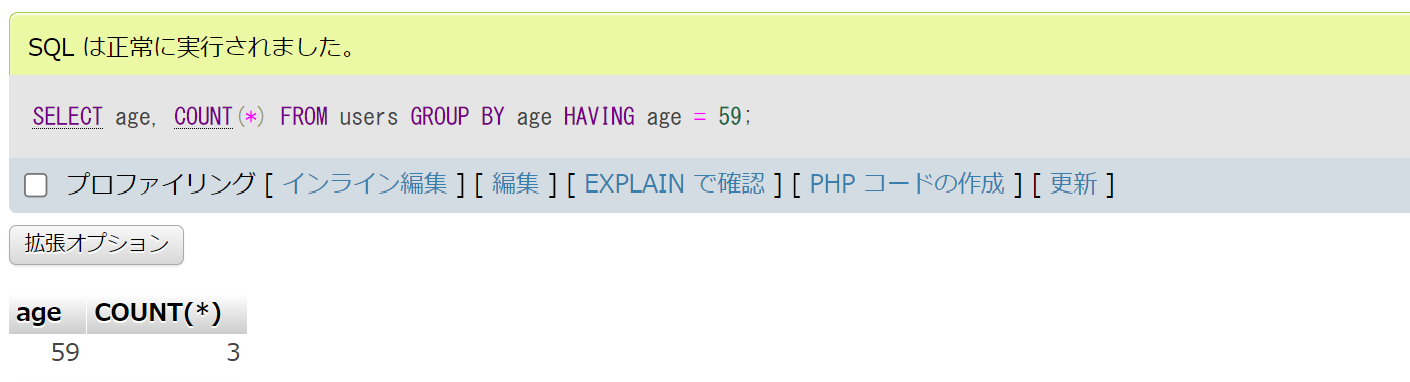 SQL は正常に実行されました。
SELECT age, COUNT(*) FROM users GROUP BY age HAVING age = 59;
プロファイリング [ インライン編集 ] [ 編集 ] [ EXPLAIN で確認 ] [ PHP コードの作成 ] [ 更新 ]
拡張オプション
age COUNT(*)
59 3